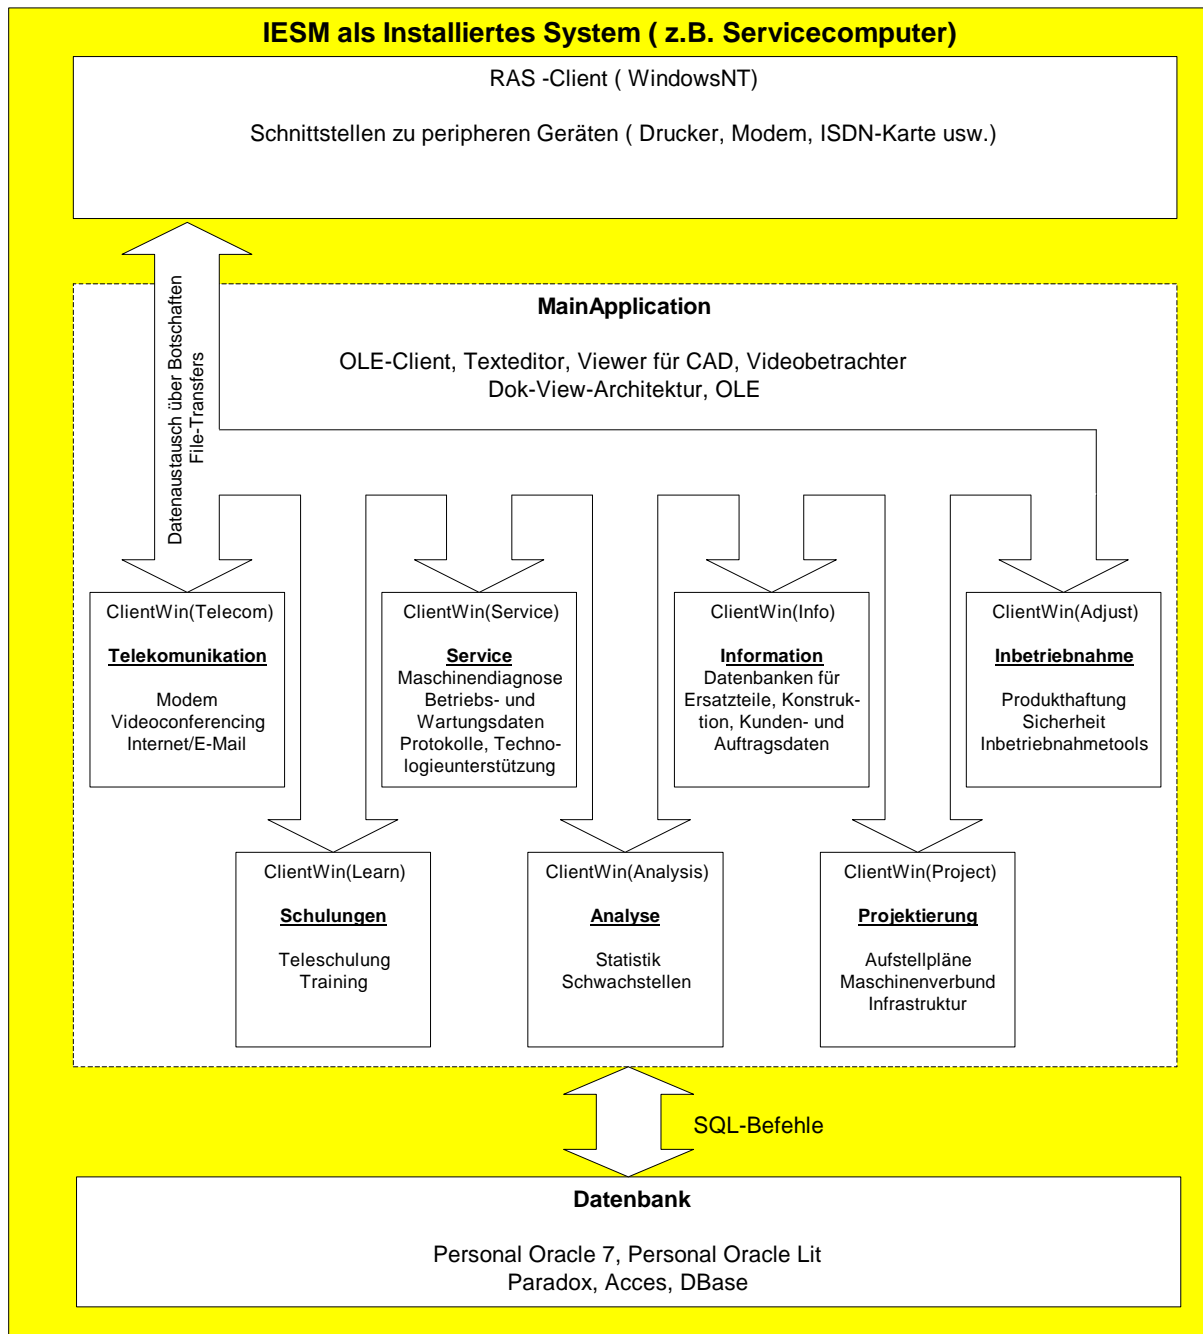 IESM als Installiertes System ( z.B. Servicecomputer)
RAS -Client ( WindowsNT)
Schnittstellen zu peripheren Geräten ( Drucker, Modem, ISDN-Karte usw.)
Datenaustausch über Botschaften
File-Transfers
MainApplication
OLE-Client, Texteditor, Viewer für CAD, Videobetrachter
Dok-View-Architektur, OLE
ClientWin(Telecom)
Telekomunikation
Modem
Videoconferencing
Internet/E-Mail
ClientWin(Service)
Service
Maschinendiagnose
Betriebs- und
Wartungsdaten
Protokolle, Techno-
logieunterstützung
ClientWin(Info)
Information
Datenbanken für
Ersatzteile, Konstruk-
tion, Kunden- und
Auftragsdaten
ClientWin(Adjust)
Inbetriebnahme
Produkthaftung
Sicherheit
Inbetriebnahmetools
ClientWin(Learn)
Schulungen
Teleschulung
Training
ClientWin(Analysis)
Analyse
Statistik
Schwachstellen
ClientWin(Project)
Projektierung
Aufstellpläne
Maschinenverbund
Infrastruktur
SQL-Befehle
Datenbank
Personal Oracle 7, Personal Oracle Lit
Paradox, Acces, DBase